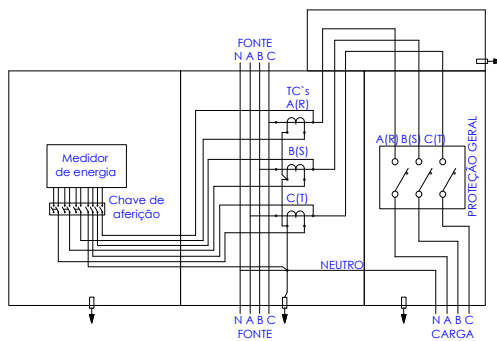 FONTE
N A B C
TC`s
A(R)
A(R) B(S) C(T)
B(S)
Medidor
de energia
PROTEÇÃO GERAL
C(T)
Chave de
aferição
NEUTRO
N A B C
FONTE
N A B C
CARGA